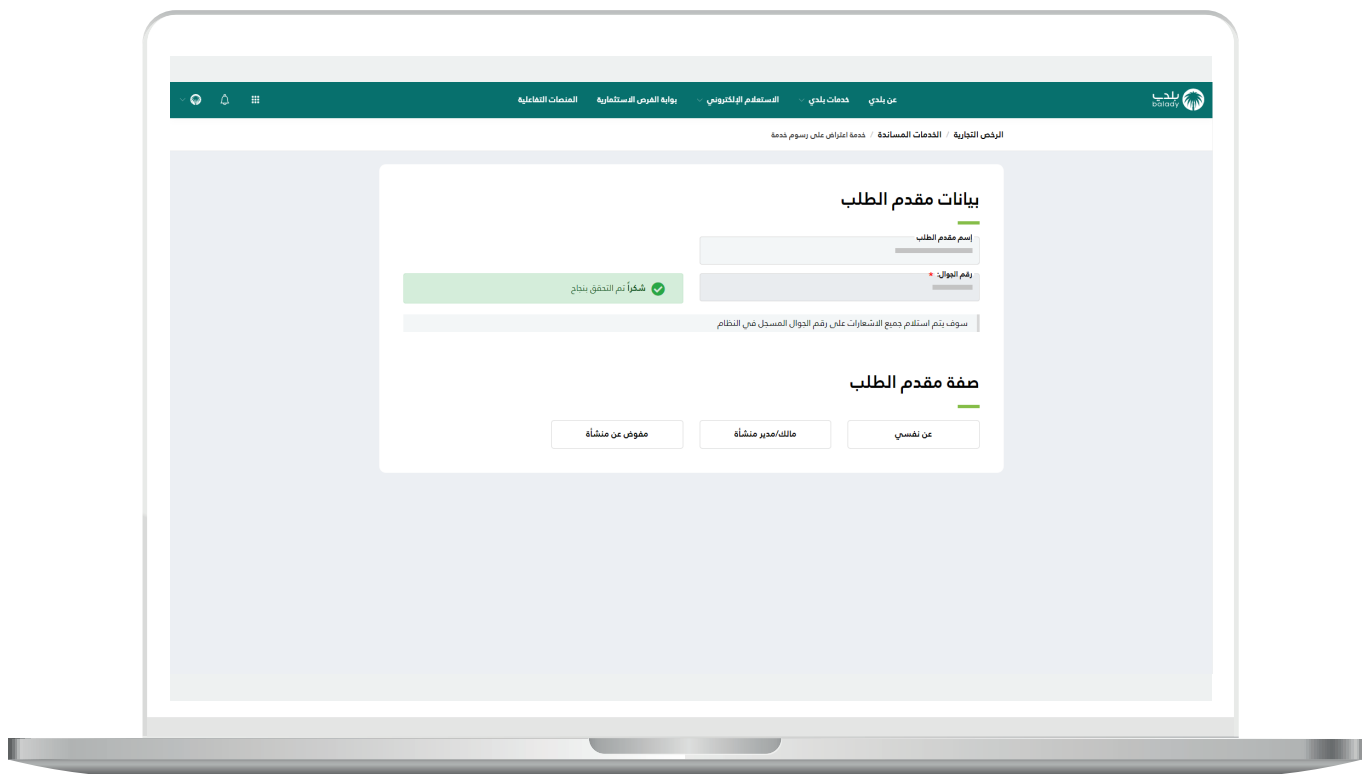 بلدي
balady
عن بلدي خدمات بلدي الاستعلام الإلكتروني بوابة الفرص الاستثمارية المنصات التفاعلية
الرخص التجارية / الخدمات المساندة / خدمة اعتراض على رسوم خدمة
بيانات مقدم الطلب
إسم مقدم الطلب
رقم الجوال: *
شكراً تم التحقق بنجاح
سوف يتم استلام جميع الاشعارات على رقم الجوال المسجل في النظام
صفة مقدم الطلب
عن نفسي
مالك/مدير منشأة
مفوض عن منشأة